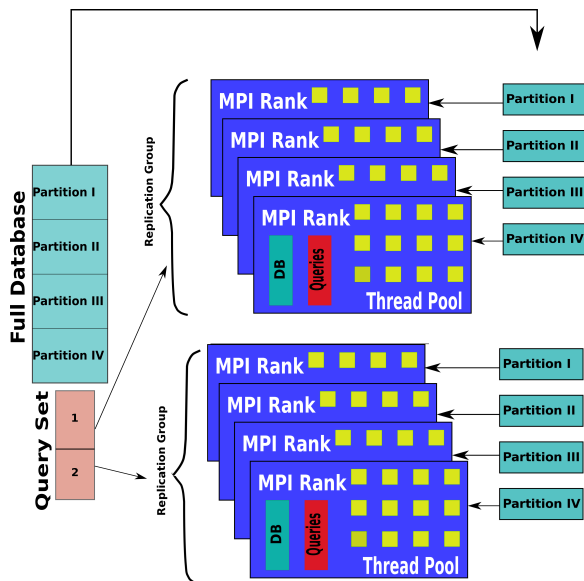 Full Database
Partition I
Partition II
Partition III
Partition IV
Query Set
1
2
Replication Group
MPI Rank
MPI Rank
MPI Rank
MPI Rank
DB
Queries
Thread Pool
Partition I
Partition II
Partition III
Partition IV
Replication Group
MPI Rank
MPI Rank
MPI Rank
MPI Rank
DB
Queries
Thread Pool
Partition I
Partition II
Partition III
Partition IV